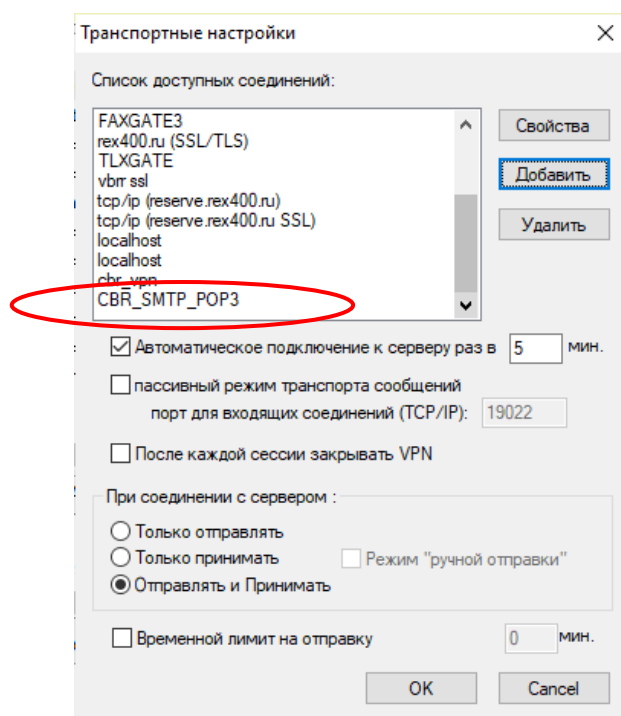 Транспортные настройки
Список доступных соединений:
FAXGATE3
rex400.ru (SSL/TLS)
TLXGATE
vbrr ssl
tcp/ip (reserve.rex400.ru)
tcp/ip (reserve.rex400.ru SSL)
localhost
localhost
cbr_vpn
CBR_SMTP_POP3
Свойства
Добавить
Удалить
Автоматическое подключение к серверу раз в 5 мин.
пассивный режим транспорта сообщений
порт для входящих соединений (TCP/IP): 19022
После каждой сессии закрывать VPN
При соединении с сервером :
Только отправлять
Только принимать Режим "ручной отправки"
Отправлять и Принимать
Временной лимит на отправку 0 мин.
OK Cancel